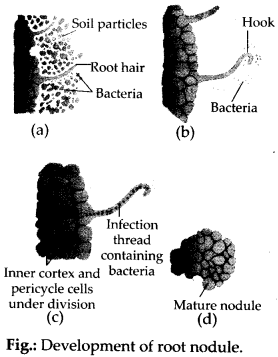 Soil particles
Root hair
Bacteria
(a)
Hook
Bacteria
(b)
Infection
thread
containing
bacteria
Inner cortex and
pericycle cells
under division
(c)
Mature nodule
(d)
Fig.: Development of root nodule.